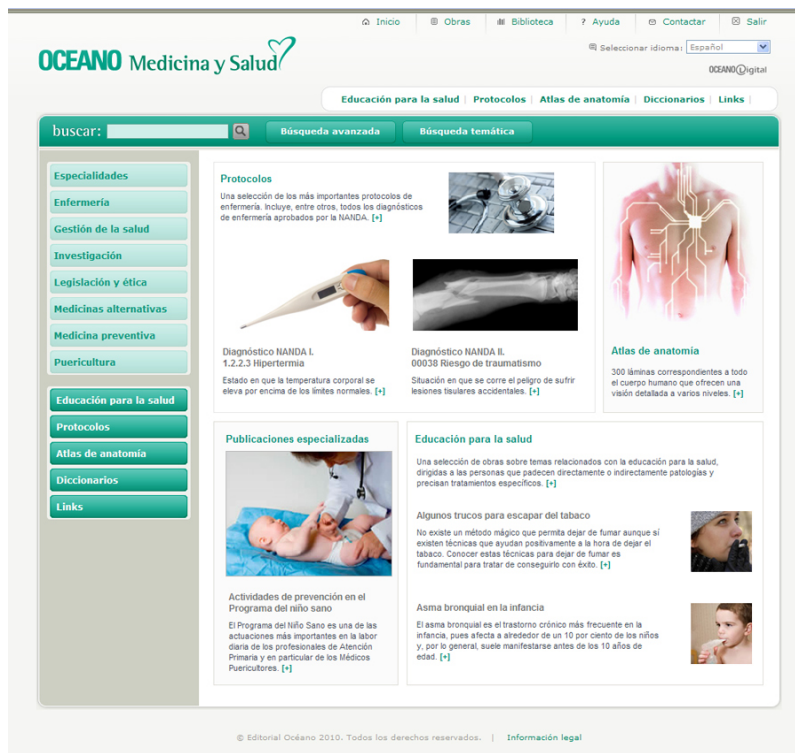 Inicio
Obras
Biblioteca
? Ayuda
Contactar
Salir
OCEANO Medicina y Salud
Seleccionar idioma: Español
OCEANO Digital
Educación para la salud | Protocolos | Atlas de anatomía | Diccionarios | Links |
buscar:
Búsqueda avanzada
Búsqueda temática
Especialidades
Enfermería
Gestión de la salud
Investigación
Legislación y ética
Medicinas alternativas
Medicina preventiva
Puericultura
Educación para la salud
Protocolos
Atlas de anatomía
Diccionarios
Links
Protocolos
Una selección de los más importantes protocolos de
enfermería. Incluye, entre otros, todos los diagnósticos
de enfermería aprobados por la NANDA. [+]
Diagnóstico NANDA I.
1.2.2.3 Hipertermia
Estado en que la temperatura corporal se
eleva por encima de los límites normales. [+]
Diagnóstico NANDA II.
00038 Riesgo de traumatismo
Situación en que se corre el peligro de sufrir
lesiones tisulares accidentales. [+]
Atlas de anatomia
300 láminas correspondientes a todo
el cuerpo humano que ofrecen una
visión detallada a varios niveles. [+]
Publicaciones especializadas
Actividades de prevención en el
Programa del niño sano
El Programa del Niño Sano es una de las
actuaciones más importantes en la labor
diaria de los profesionales de Atención
Primaria y en particular de los Médicos
Puericultores. [+]
Educación para la salud
Una selección de obras sobre temas relacionados con la educación para la salud,
dirigidas a las personas que padecen directamente o indirectamente patologías y
precisan tratamientos específicos. [+]
Algunos trucos para escapar del tabaco
No existe un método mágico que permita dejar de fumar aunque sí
existen técnicas que ayudan positivamente a la hora de dejar el
tabaco. Conocer estas técnicas para dejar de fumar es
fundamental para tratar de conseguirlo con éxito. [+]
Asma bronquial en la infancia
El asma bronquial es el trastorno crónico más frecuente en la
infancia, pues afecta a alrededor de un 10 por ciento de los niños
y, por lo general, suele manifestarse antes de los 10 años de
edad. [+]
© Editorial Océano 2010. Todos los derechos reservados. | Información legal